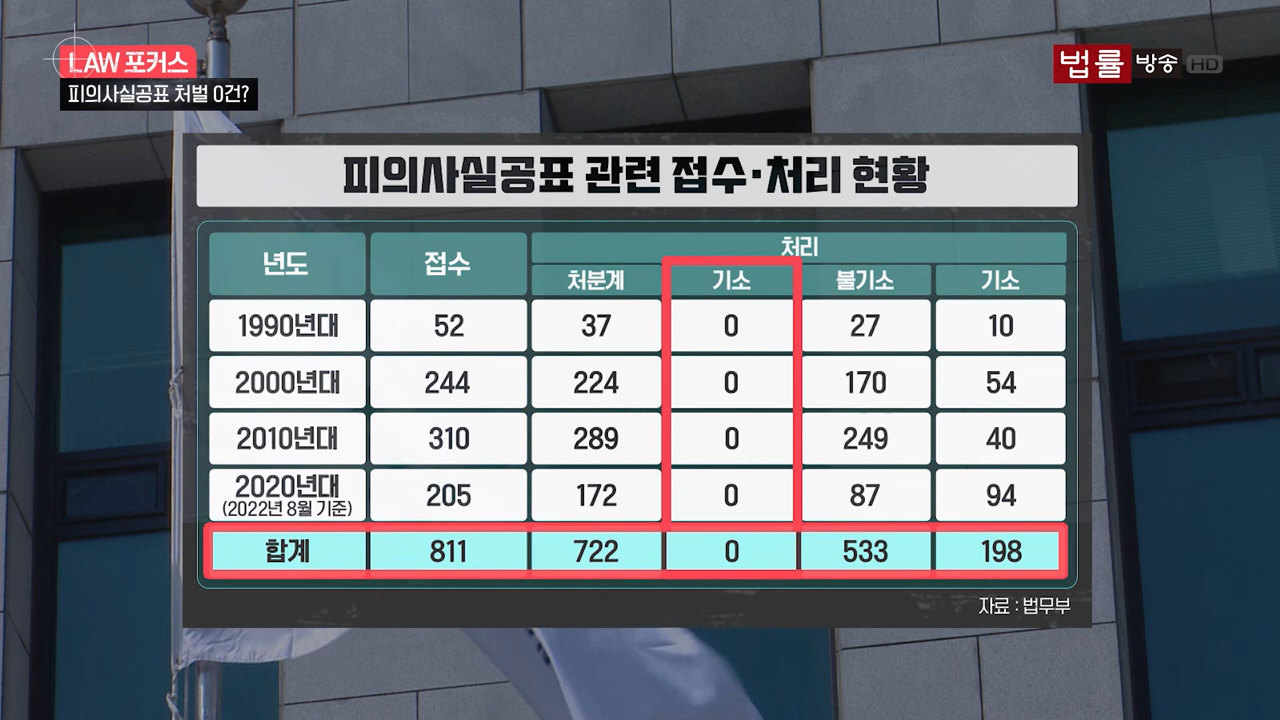 LAW 포커스
피의사실공표 처벌 0건?
법률방송 HD
피의사실공표 관련 접수·처리 현황
년도 접수 처리
처분계 기소 불기소 기소
1990년대 52 37 0 27 10
2000년대 244 224 0 170 54
2010년대 310 289 0 249 40
2020년대 205 172 0 87 94
(2022년 8월 기준)
합계 811 722 0 533 198
자료 : 법무부